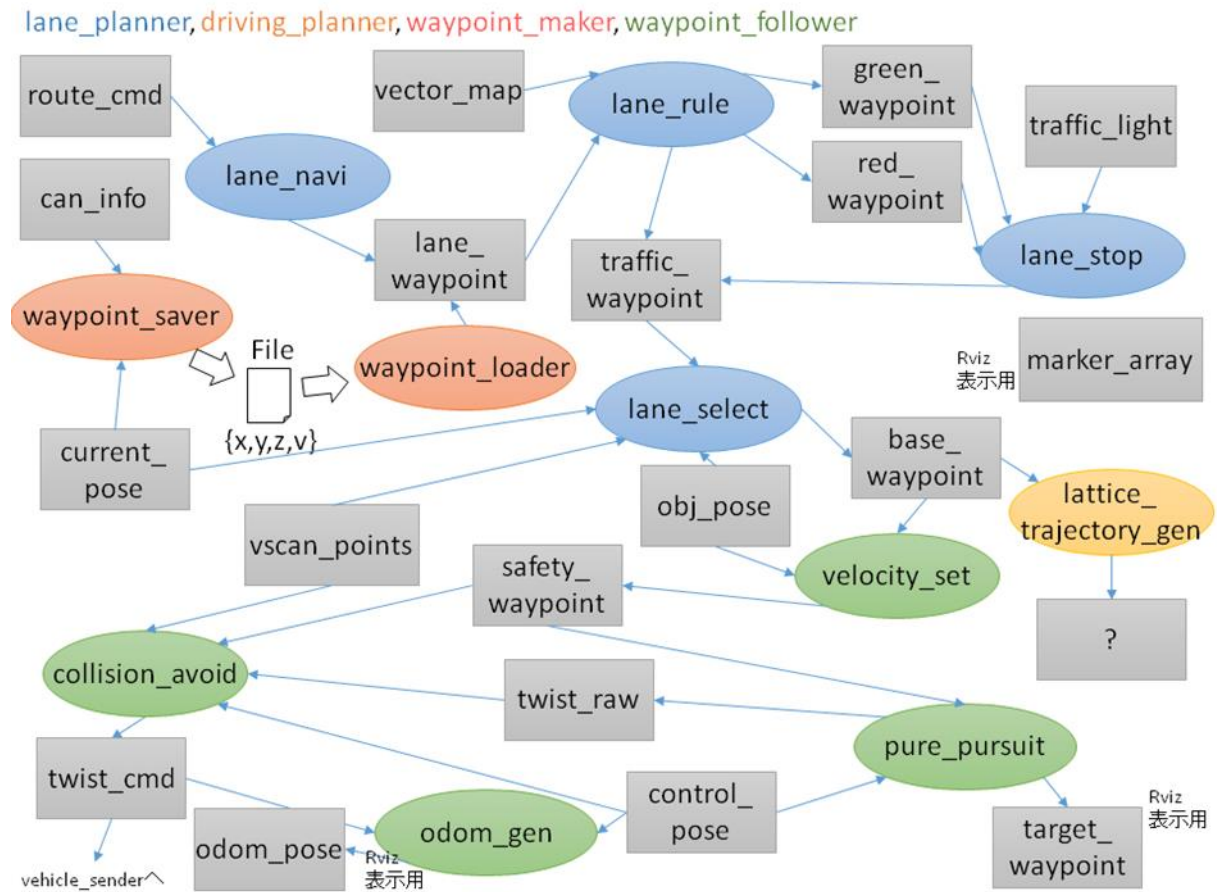 lane_planner, driving_planner, waypoint_maker, waypoint_follower
route_cmd
vector_map
lane_rule
green_
waypoint
traffic_light
lane_navi
red_
waypoint
can_info
lane_
waypoint
traffic_
waypoint
lane_stop
waypoint_saver
File
{x,y,z,v}
waypoint_loader
Rviz
表示用
marker_array
lane_select
current_
pose
base_
waypoint
obj_pose
lattice_
trajectory_gen
vscan_points
safety_
waypoint
velocity_set
?
collision_avoid
twist_raw
pure_pursuit
twist_cmd
control_
pose
Rviz
表示用
target_
waypoint
odom_pose
Rviz
表示用
odom_gen
vehicle_senderへ